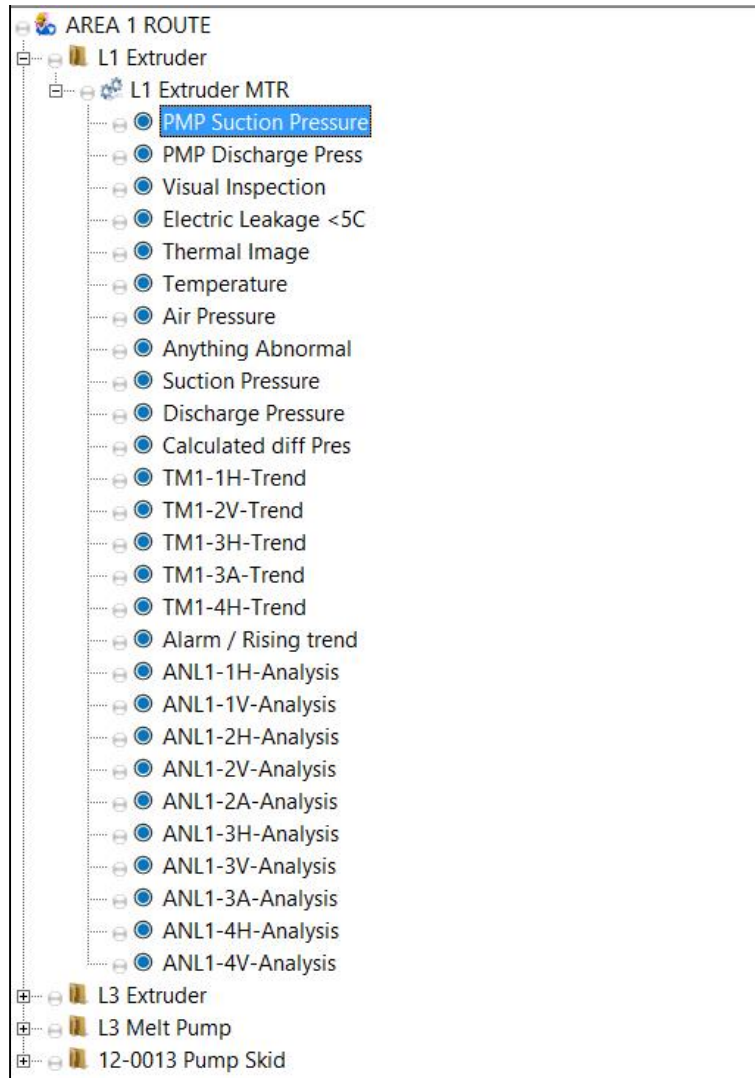 AREA 1 ROUTE
L1 Extruder
L1 Extruder MTR
PMP Suction Pressure
PMP Discharge Press
Visual Inspection
Electric Leakage <5C
Thermal Image
Temperature
Air Pressure
Anything Abnormal
Suction Pressure
Discharge Pressure
Calculated diff Pres
TM1-1H-Trend
TM1-2V-Trend
TM1-3H-Trend
TM1-3A-Trend
TM1-4H-Trend
Alarm / Rising trend
ANL1-1H-Analysis
ANL1-1V-Analysis
ANL1-2H-Analysis
ANL1-2V-Analysis
ANL1-2A-Analysis
ANL1-3H-Analysis
ANL1-3V-Analysis
ANL1-3A-Analysis
ANL1-4H-Analysis
ANL1-4V-Analysis
L3 Extruder
L3 Melt Pump
12-0013 Pump Skid